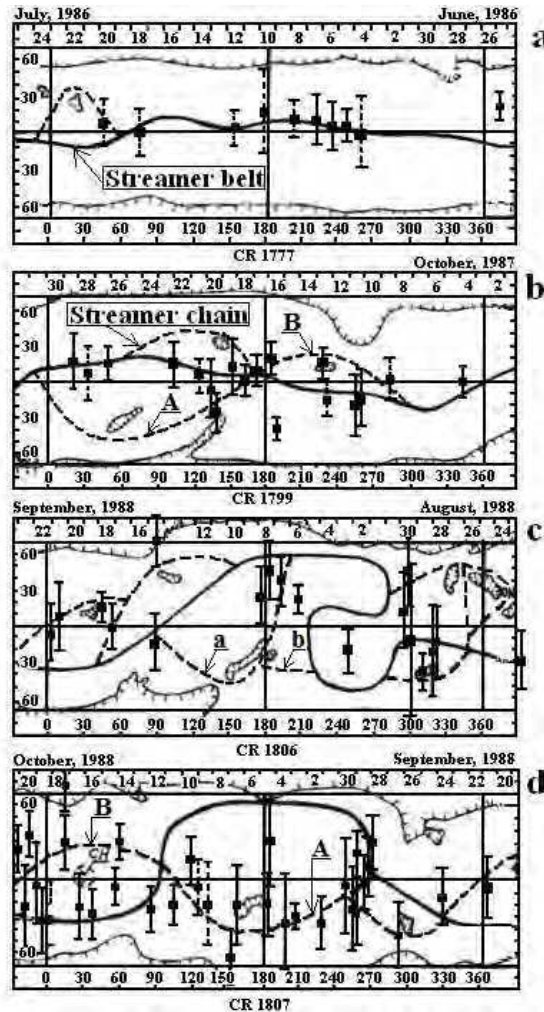 July, 1986 June, 1986
24 22 20 18 16 14 12 10 8 6 4 2 30 28 26
a
60
30
0
30
60
Streamer belt
0 30 60 90 120 150 180 210 240 270 300 330 360
CR 1777
October, 1987
30 28 26 24 22 20 18 16 14 12 10 8 6 4 2
b
60
30
0
30
60
Streamer chain
B
A
0 30 60 90 120 150 180 210 240 270 300 330 360
CR 1799
September, 1988 August, 1988
22 20 18 16 14 12 10 8 6 4 2 30 28 26 24
c
60
30
0
30
60
a
b
0 30 60 90 120 150 180 210 240 270 300 330 360
CR 1806
October, 1988 September, 1988
20 18 16 14 12 10 8 6 4 2 30 28 26 24 22 20
d
60
30
0
30
60
B
CH
A
0 30 60 90 120 150 180 210 240 270 300 330 360
CR 1807